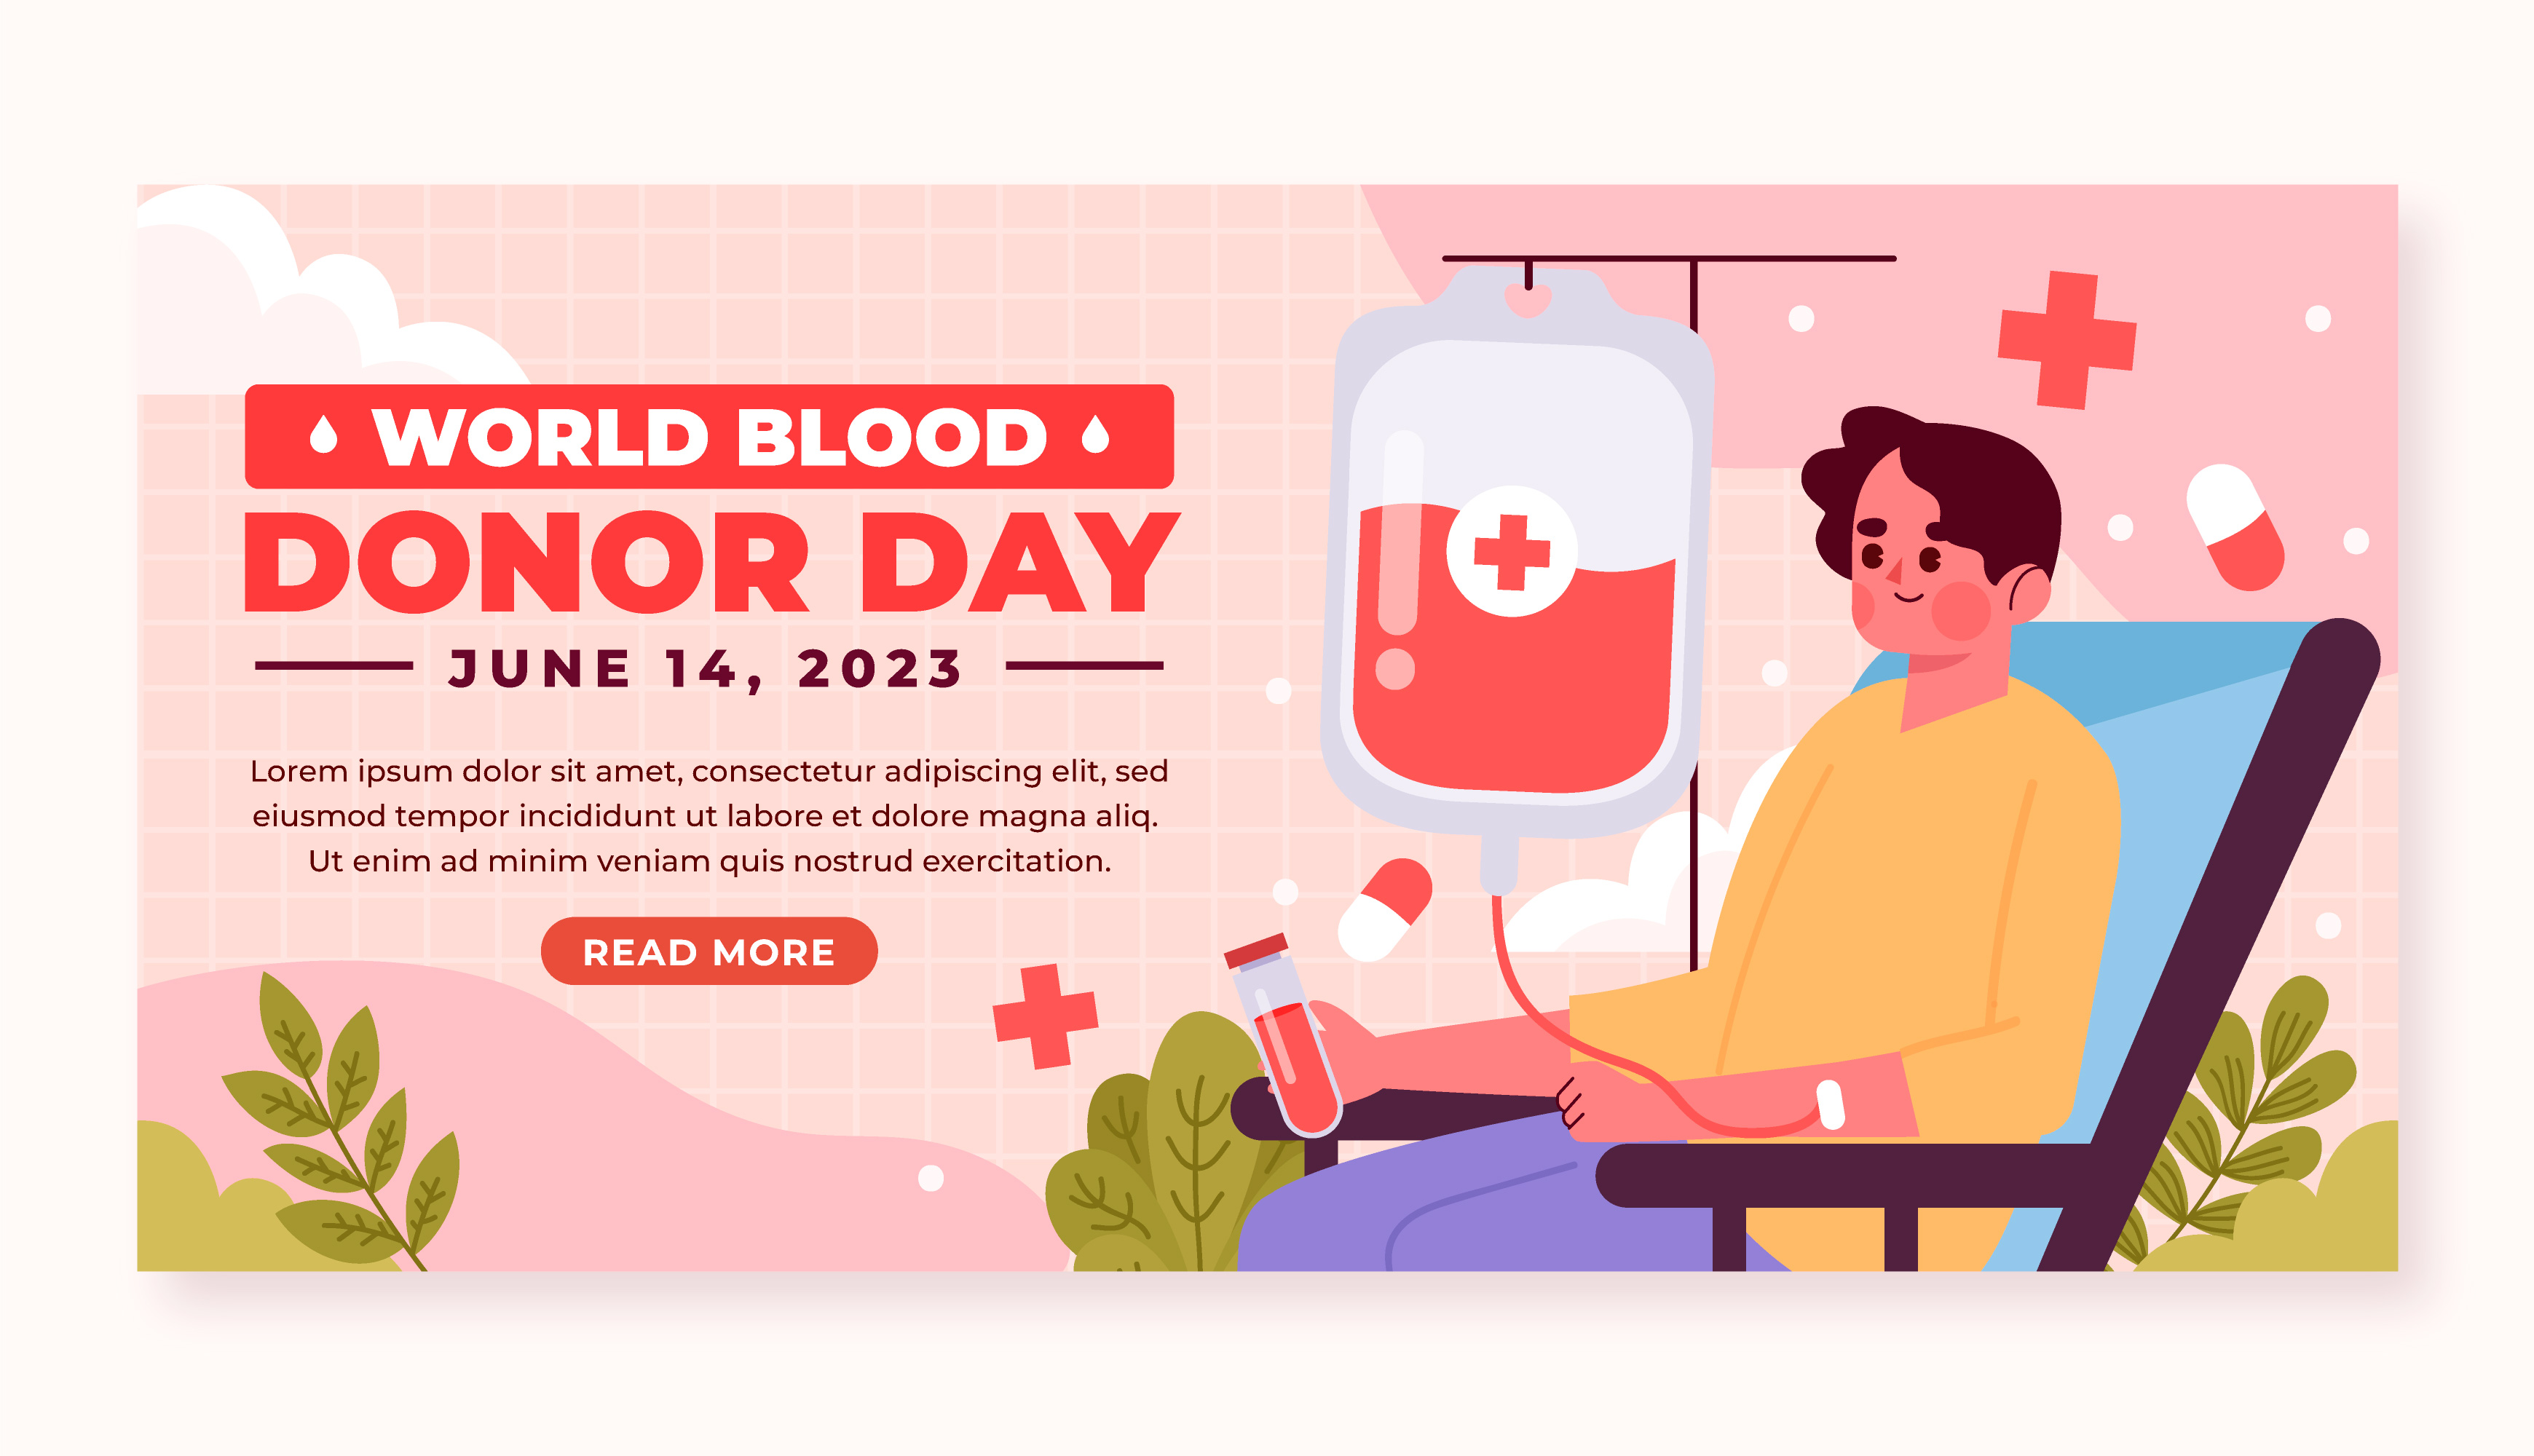 WORLD BLOOD
DONOR DAY
JUNE 14, 2023
Lorem ipsum dolor sit amet, consectetur adipiscing elit, sed
eiusmod tempor incididunt ut labore et dolore magna aliq.
Ut enim ad minim veniam quis nostrud exercitation.
READ MORE